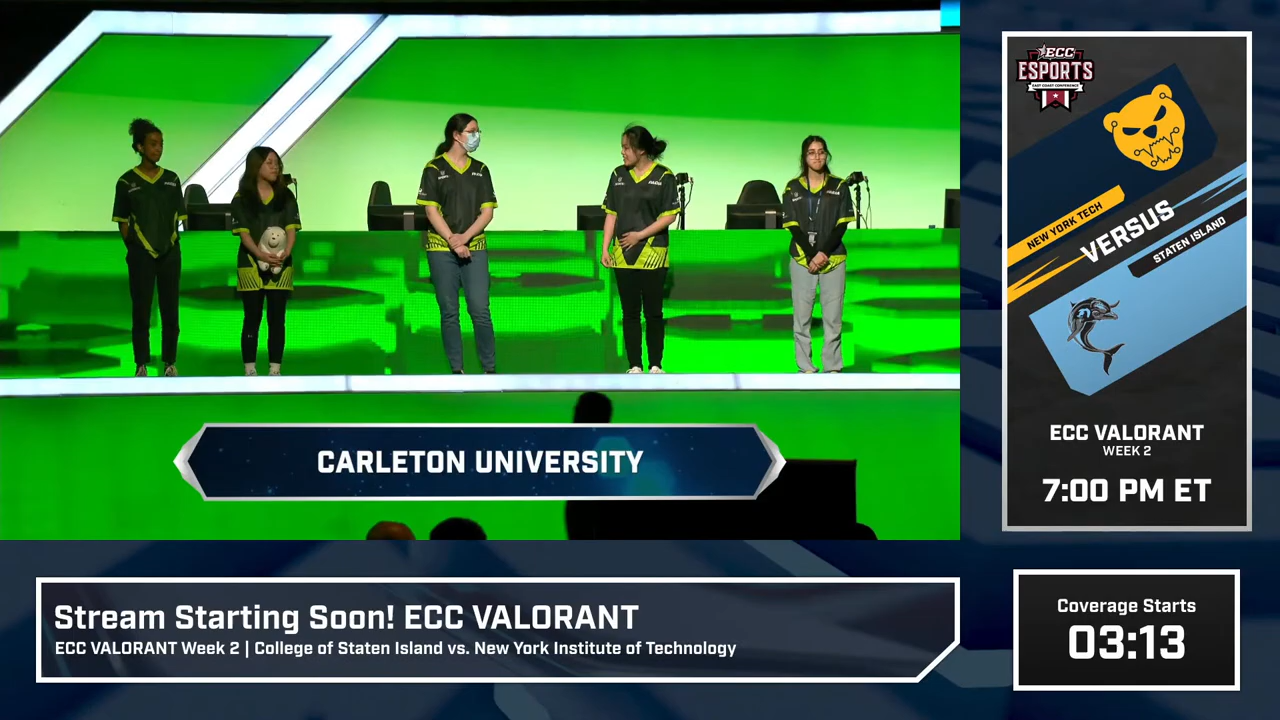 CARLETON UNIVERSITY
Stream Starting Soon! ECC VALORANT
ECC VALORANT Week 2 | College of Staten Island vs. New York Institute of Technology
ECC
ESPORTS
EAST COAST CONFERENCE
NEW YORK TECH
VERSUS
STATEN ISLAND
ECC VALORANT
WEEK 2
7:00 PM ET
Coverage Starts
03:13